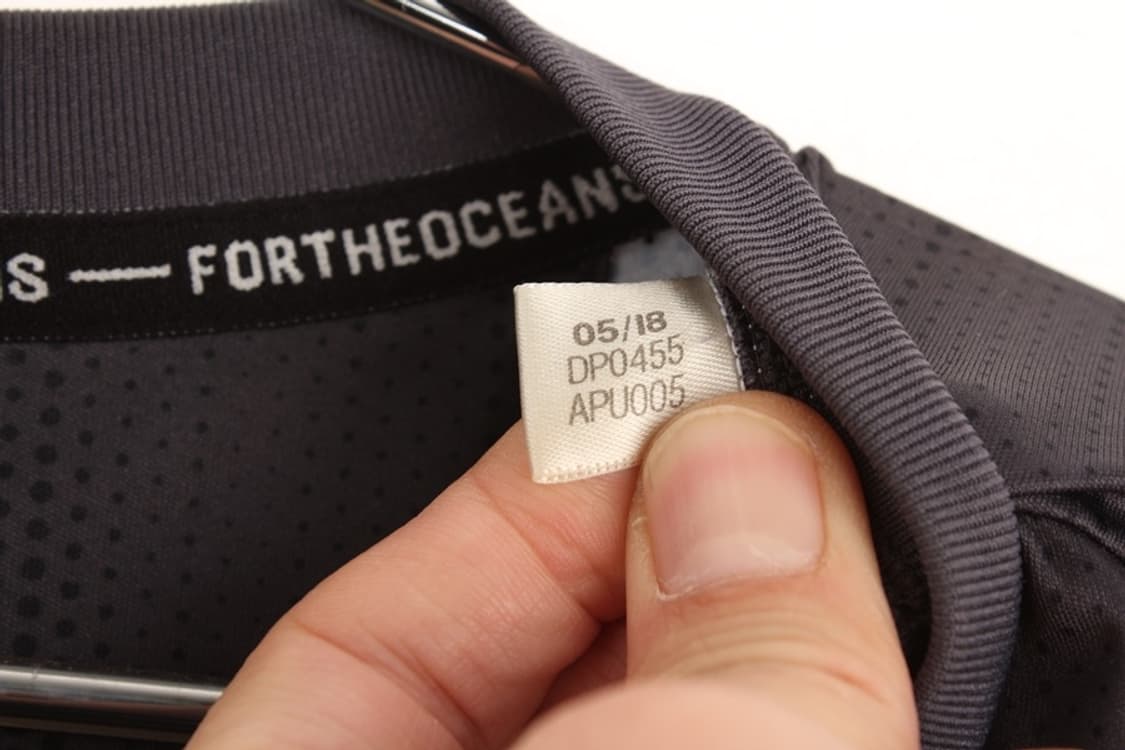 S — FORTHEOCEANS
05/18
DP0455
APU005